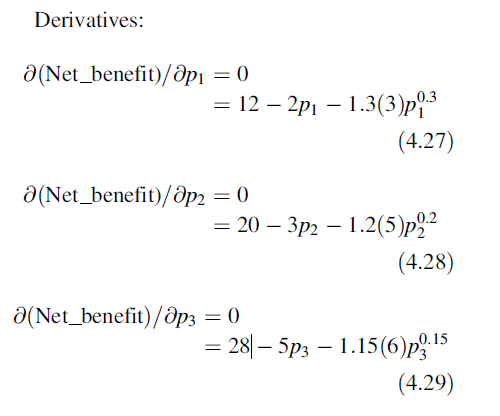 Derivatives:
∂(Net_benefit)/∂p₁ = 0
= 12 − 2p₁ − 1.3(3)p₁^0.3
(4.27)
∂(Net_benefit)/∂p₂ = 0
= 20 − 3p₂ − 1.2(5)p₂^0.2
(4.28)
∂(Net_benefit)/∂p₃ = 0
= 28| − 5p₃ − 1.15(6)p₃^0.15
(4.29)